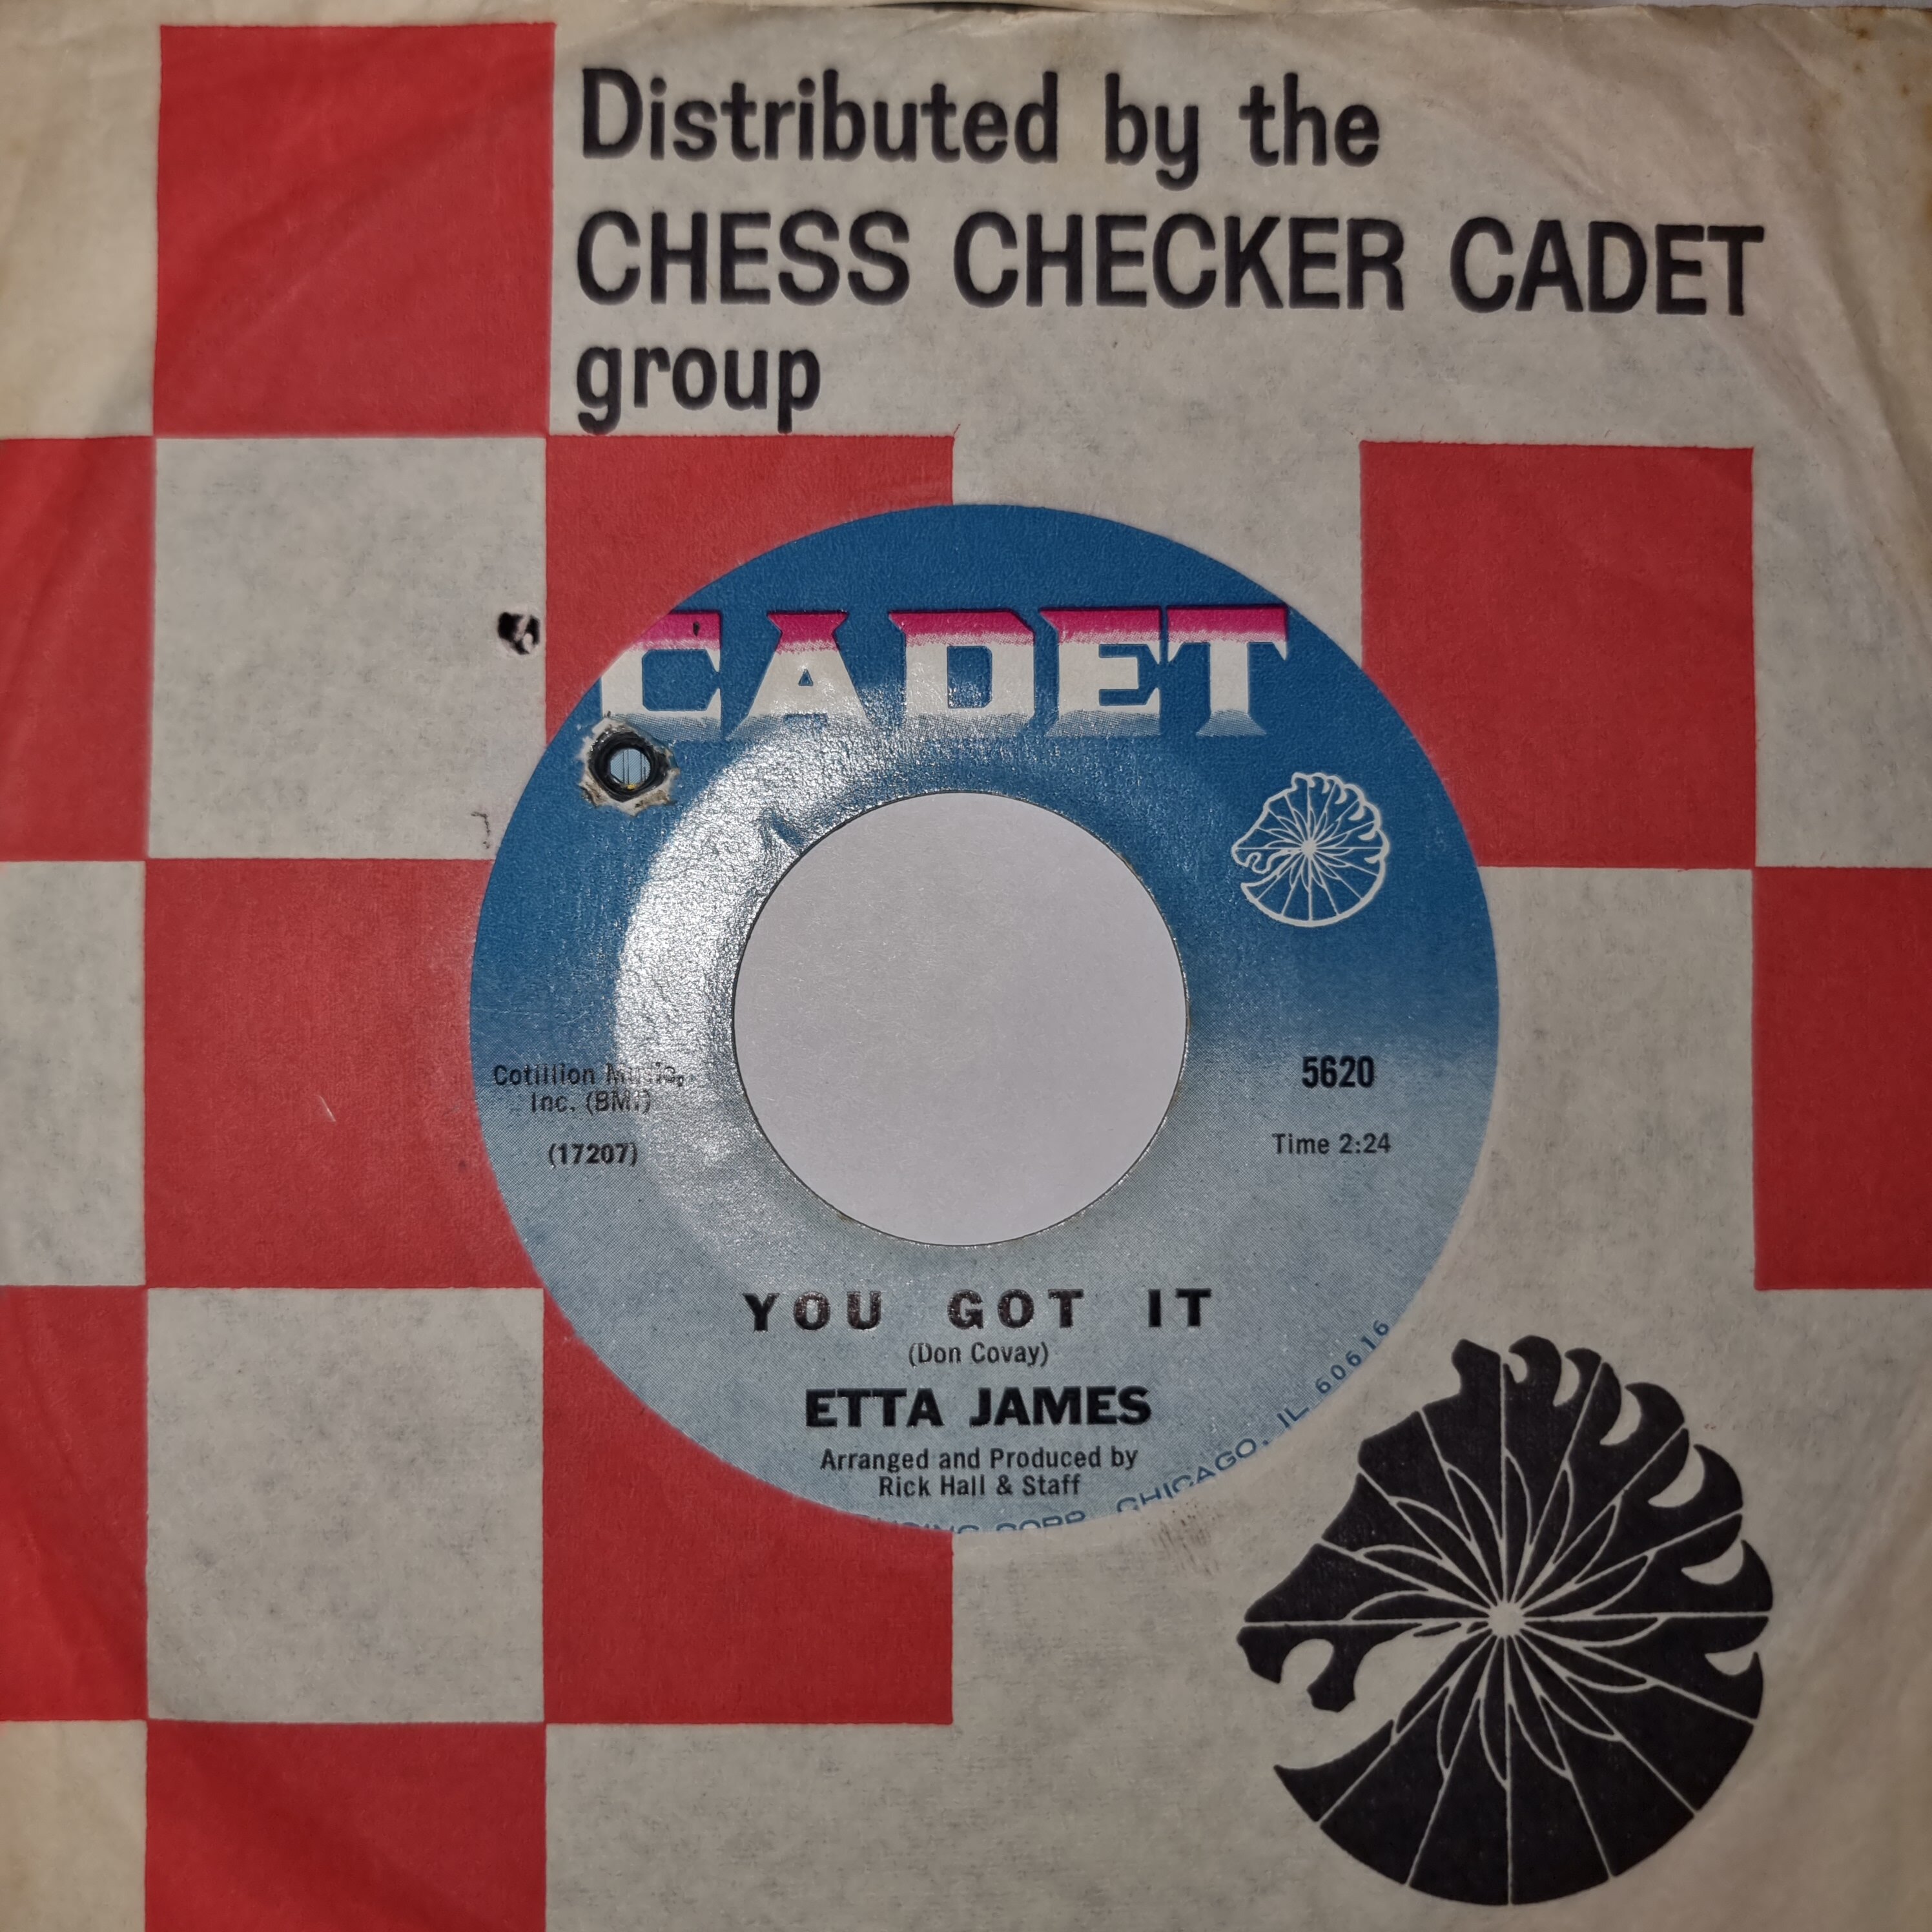 Distributed by the
CHESS CHECKER CADET
group
CADET
Cotillion Music,
Inc. (BMI)
(17207)
5620
Time 2:24
YOU GOT IT
(Don Covay)
ETTA JAMES
Arranged and Produced by
Rick Hall & Staff
CORP. CHICAGO, IL 60616